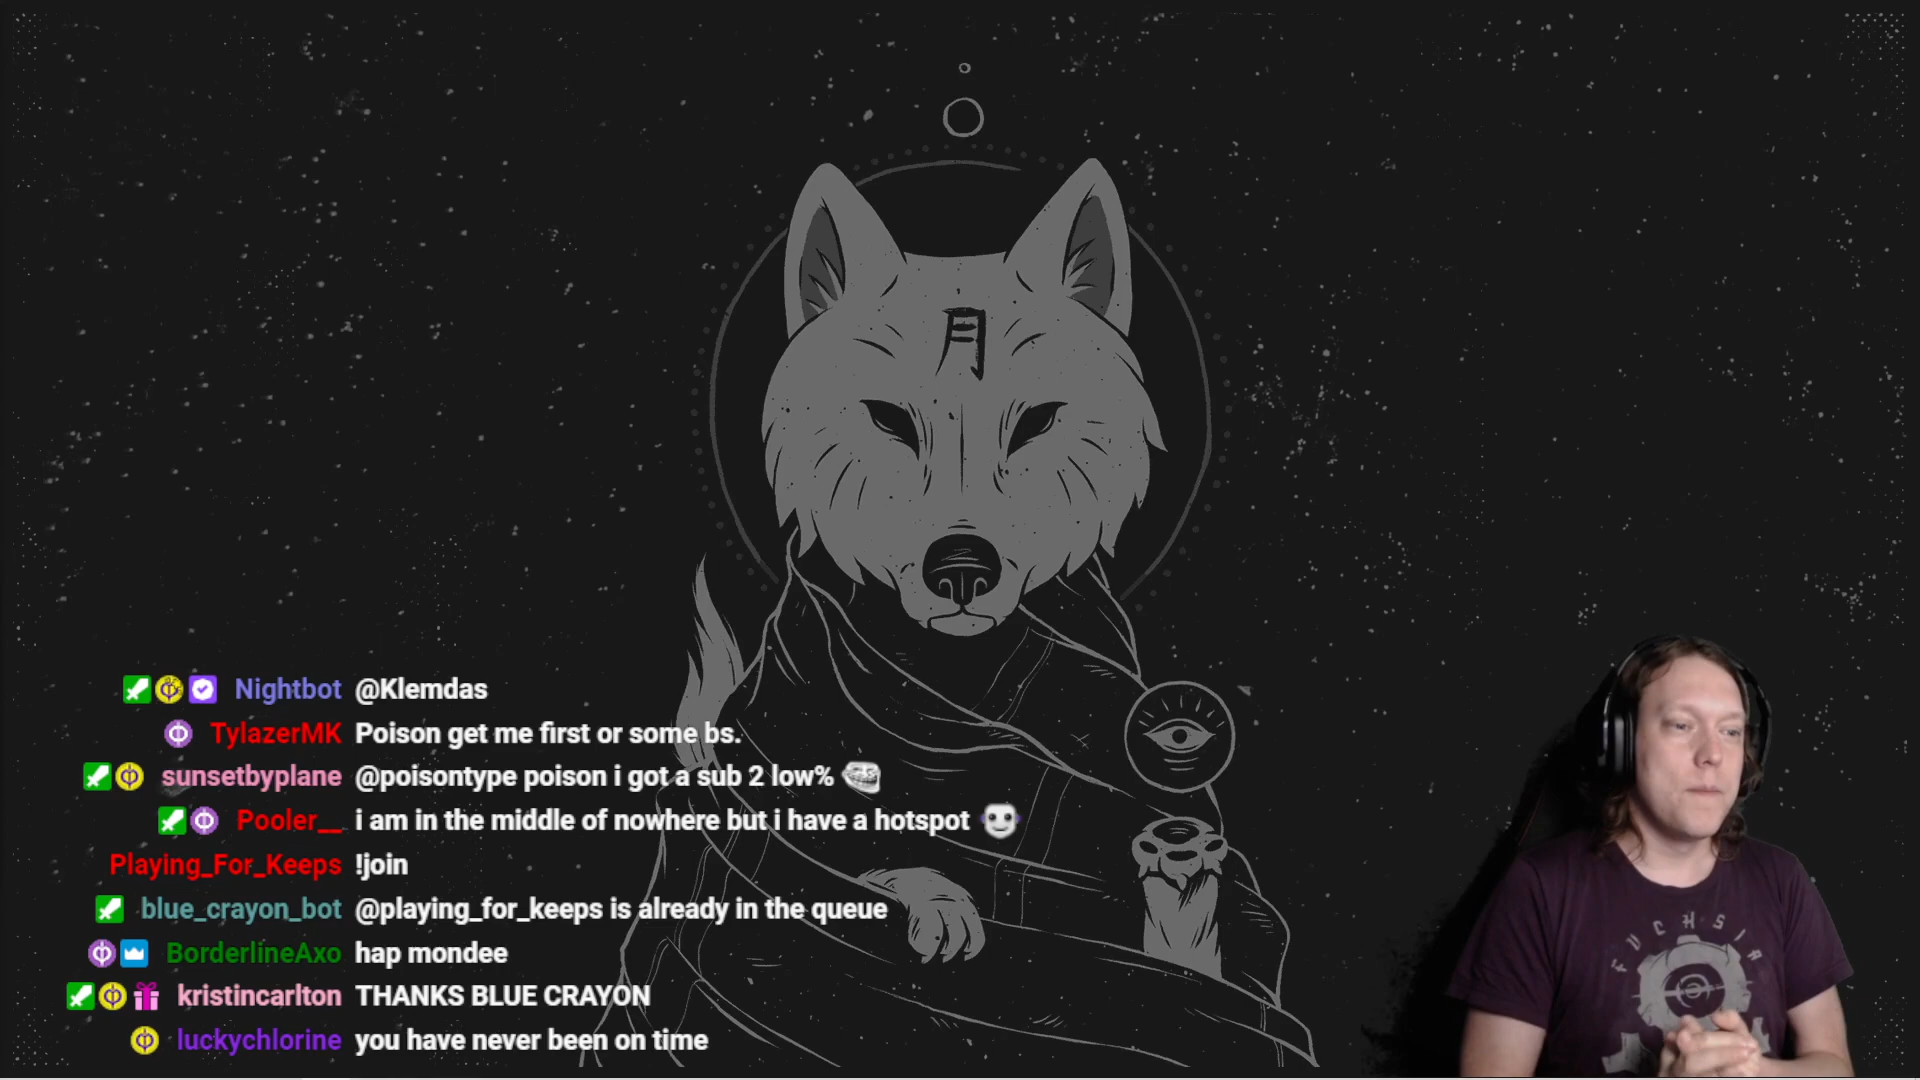 月
Nightbot @Klemdas
TylazerMK Poison get me first or some bs.
sunsetbyplane @poisontype poison i got a sub 2 low%
Pooler__ i am in the middle of nowhere but i have a hotspot
Playing_For_Keeps !join
blue_crayon_bot @playing_for_keeps is already in the queue
BorderlineAxo hap mondee
kristincarlton THANKS BLUE CRAYON
FUCHSIA
luckychlorine you have never been on time